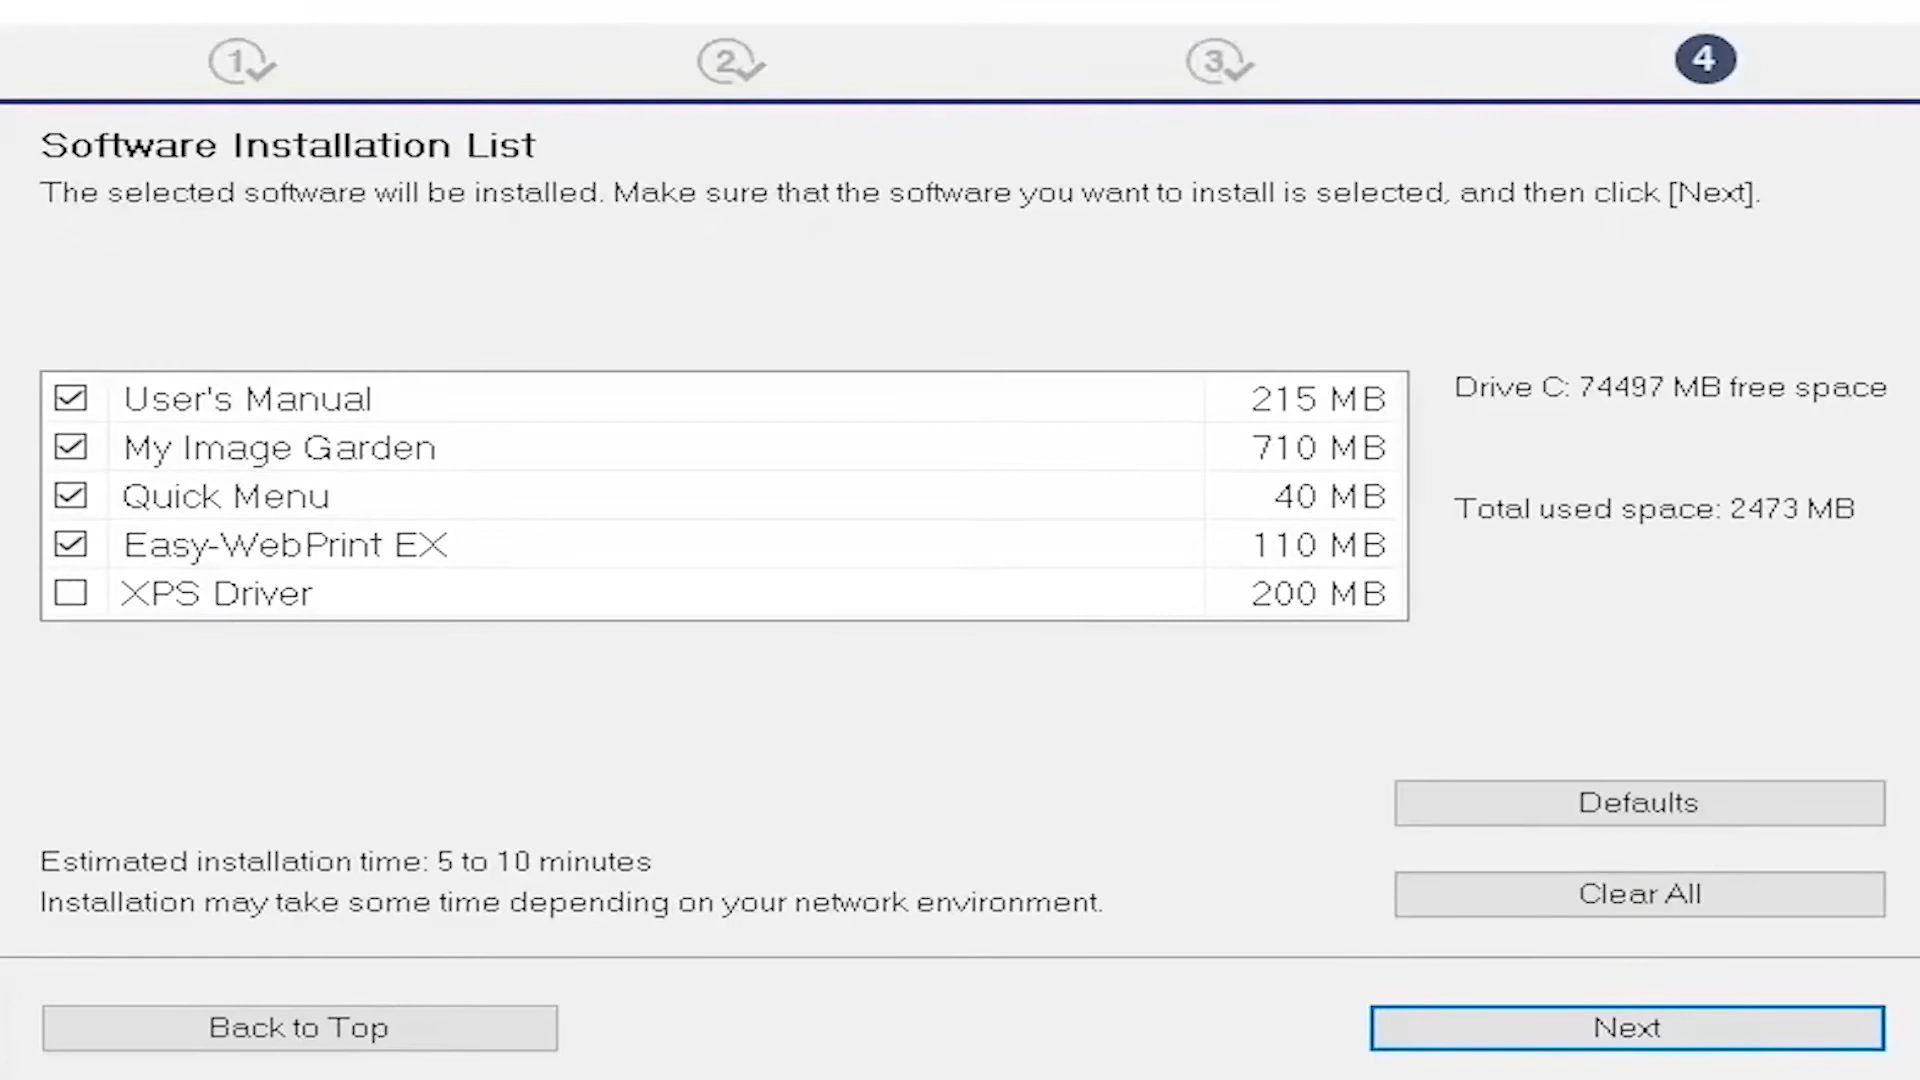 1 2 3 4
Software Installation List
The selected software will be installed. Make sure that the software you want to install is selected, and then click [Next].
User's Manual 215 MB
My Image Garden 710 MB
Quick Menu 40 MB
Easy-WebPrint EX 110 MB
XPS Driver 200 MB
Drive C: 74497 MB free space
Total used space: 2473 MB
Defaults
Estimated installation time: 5 to 10 minutes
Installation may take some time depending on your network environment.
Clear All
Back to Top
Next